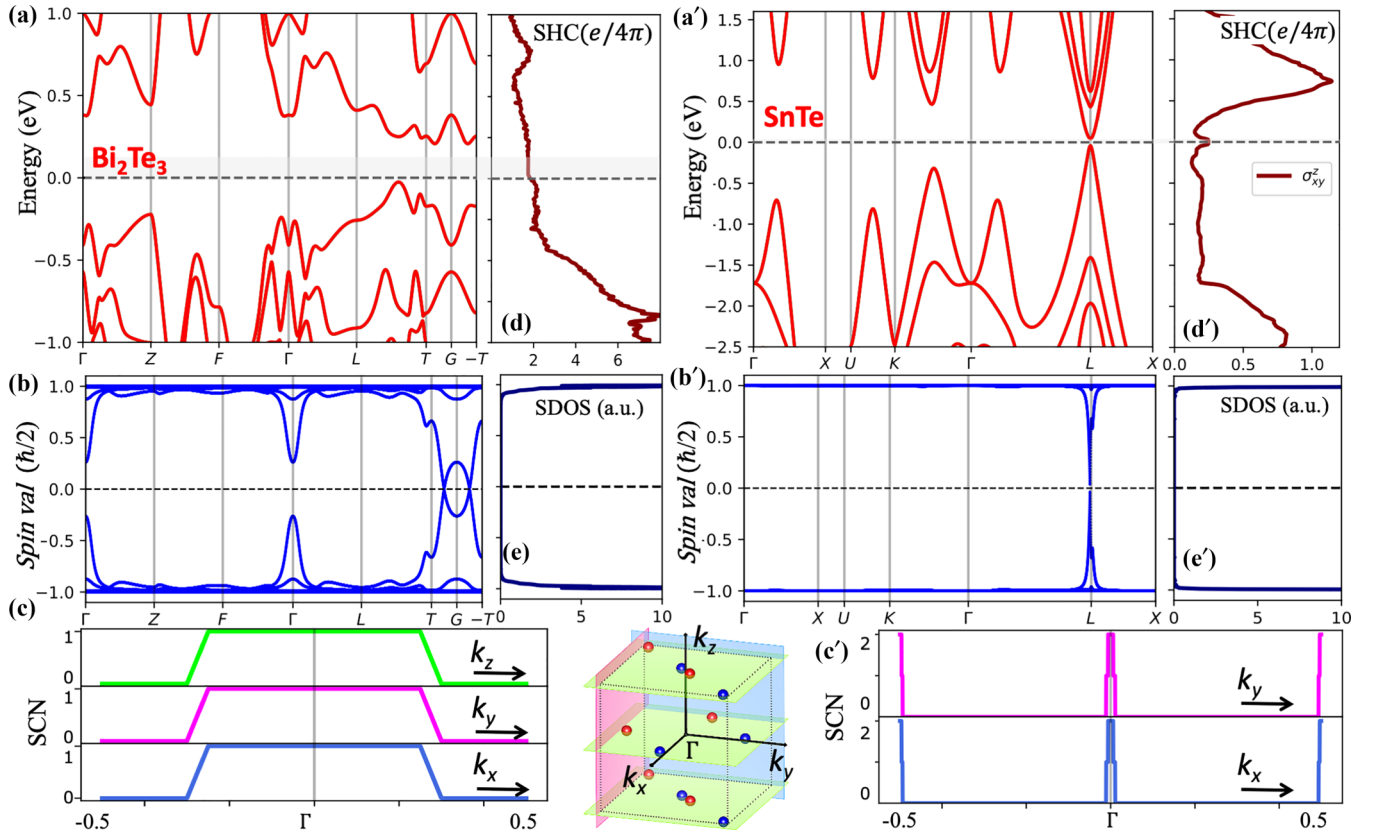 (a)
1.0
0.5
0.0
−0.5
−1.0
Energy (eV)
Bi2Te3
Γ Z F Γ L T G −T
SHC(e/4π)
(d)
2 4 6
(a′)
1.5
1.0
0.5
0.0
−0.5
−1.0
−1.5
−2.0
−2.5
Energy (eV)
SnTe
Γ X U K Γ L X
SHC(e/4π)
σ^z_xy
(d′)
0.0 0.5 1.0
(b)
1.0
0.5
0.0
−0.5
−1.0
Spin val (ħ/2)
Γ Z F Γ L T G −T
SDOS (a.u.)
(e)
0 10
(b′)
1.0
0.5
0.0
−0.5
−1.0
Spin val (ħ/2)
Γ X U K Γ L X
SDOS (a.u.)
(e′)
0 10
(c)
SCN
1
0
kz
1
0
ky
1
0
kx
-0.5 Γ 0.5
kz
Γ
kx
ky
(c′)
SCN
2
0
ky
2
0
kx
-0.5 Γ 0.5